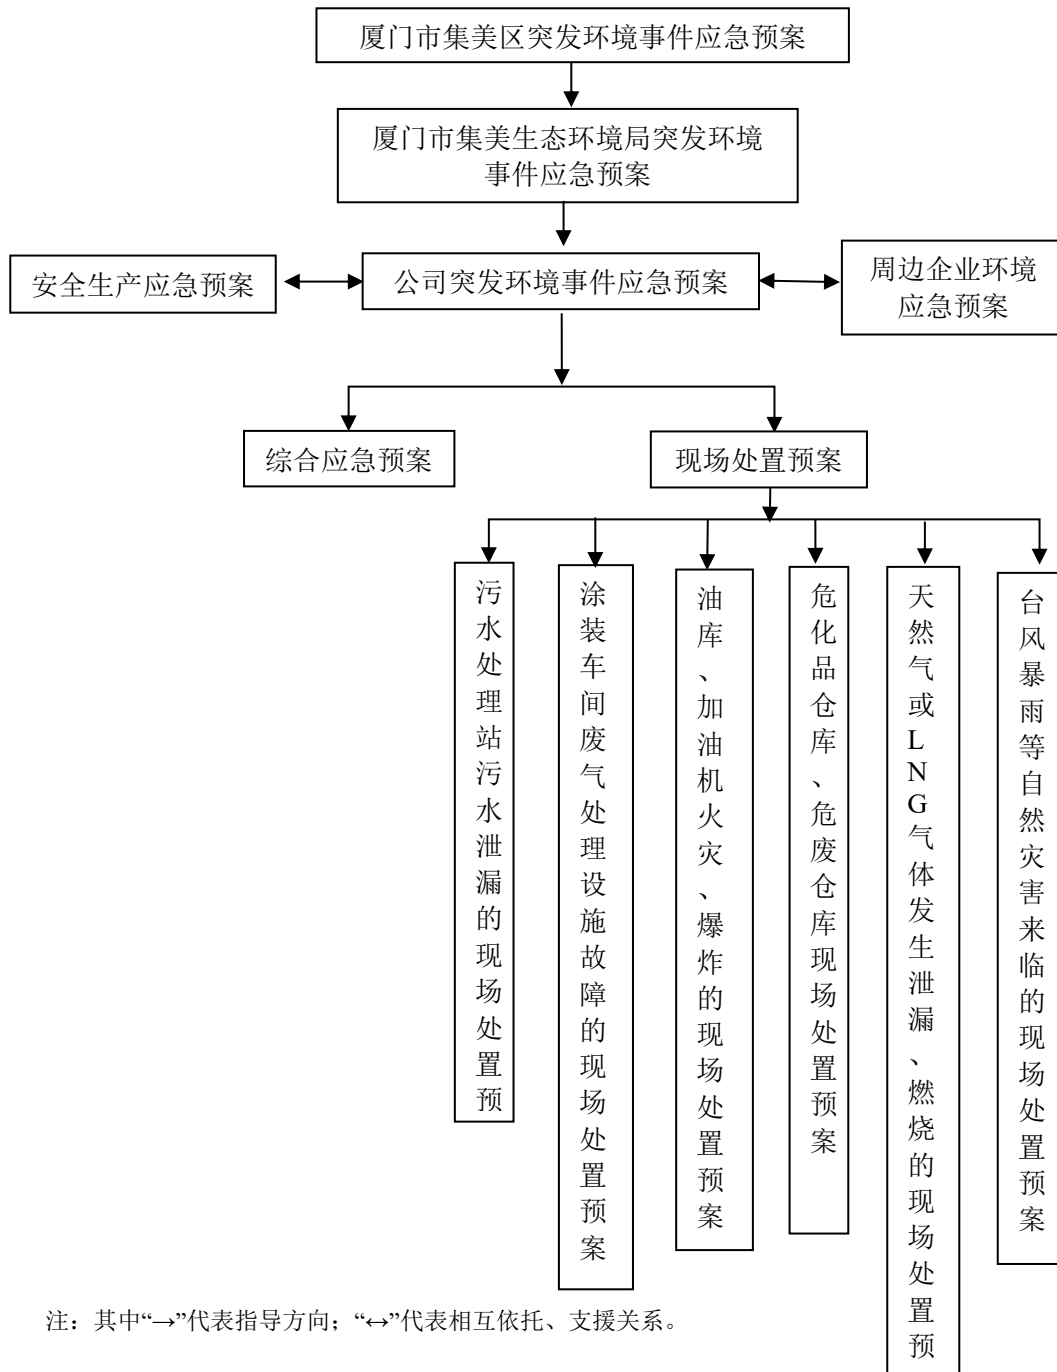 厦门市集美区突发环境事件应急预案
厦门市集美生态环境局突发环境
事件应急预案
安全生产应急预案
公司突发环境事件应急预案
周边企业环境
应急预案
综合应急预案
现场处置预案
污水处理站污水泄漏的现场处置预
涂装车间废气处理设施故障的现场处置预案
油库、加油机火灾、爆炸的现场处置预案
危化品仓库、危废仓库现场处置预案
天然气或LNG气体发生泄漏、燃烧的现场处置预
台风暴雨等自然灾害来临的现场处置预案
注：其中“→”代表指导方向；“↔”代表相互依托、支援关系。